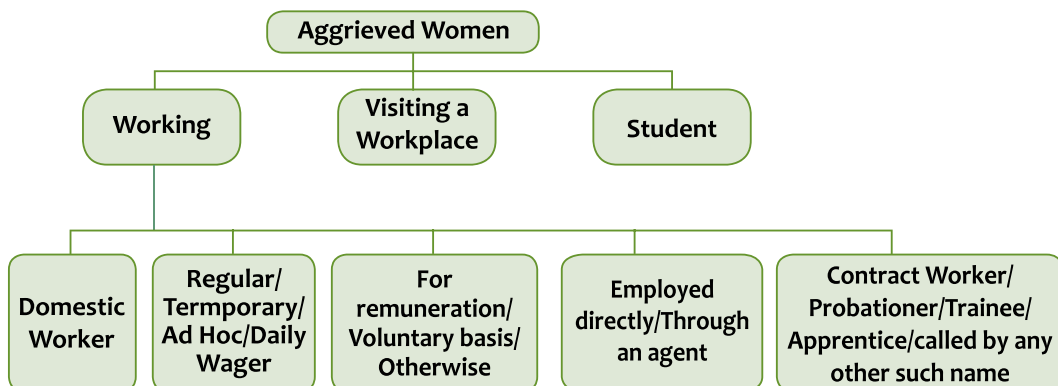 Aggrieved Women
Working
Visiting a
Workplace
Student
Domestic
Worker
Regular/
Termporary/
Ad Hoc/Daily
Wager
For
remuneration/
Voluntary basis/
Otherwise
Employed
directly/Through
an agent
Contract Worker/
Probationer/Trainee/
Apprentice/called by any
other such name